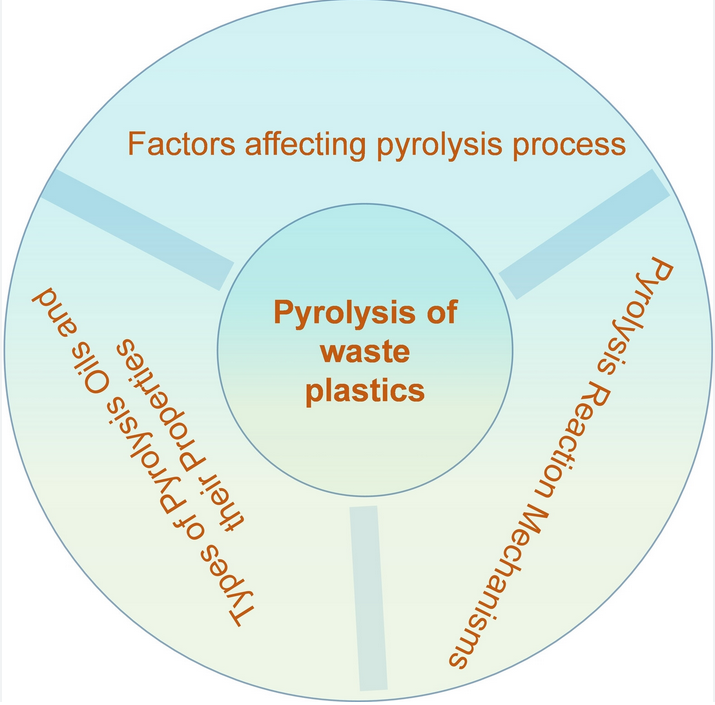 Factors affecting pyrolysis process
Pyrolysis of
waste
plastics
Pyrolysis Reaction Mechanisms
Types of Pyrolysis Oils and
their Properties